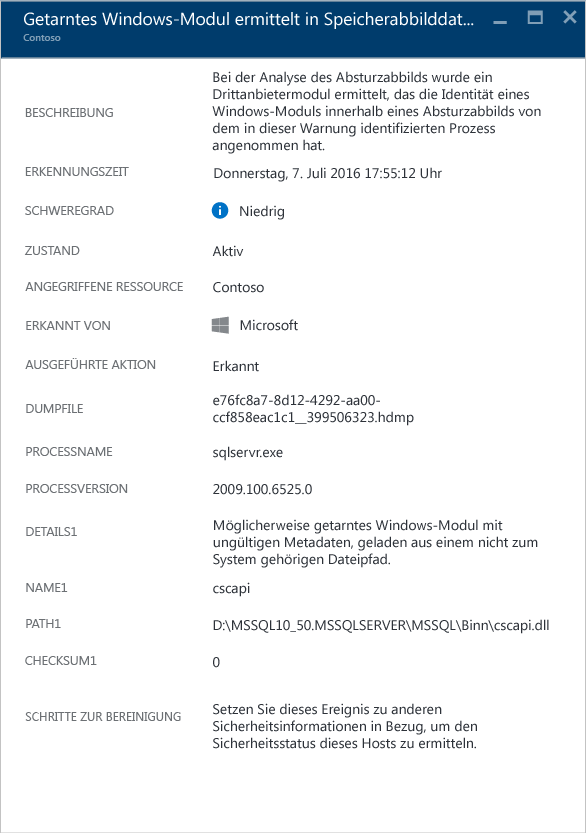 Getarntes Windows-Modul ermittelt in Speicherabbilddat...
Contoso
BESCHREIBUNG
Bei der Analyse des Absturzabbilds wurde ein
Drittanbietermodul ermittelt, das die Identität eines
Windows-Moduls innerhalb eines Absturzabbilds von
dem in dieser Warnung identifizierten Prozess
angenommen hat.
ERKENNUNGSZEIT
Donnerstag, 7. Juli 2016 17:55:12 Uhr
SCHWEREGRAD
Niedrig
ZUSTAND
Aktiv
ANGEGRIFFENE RESSOURCE
Contoso
ERKANNT VON
Microsoft
AUSGEFÜHRTE AKTION
Erkannt
DUMPFILE
e76fc8a7-8d12-4292-aa00-
ccf858eac1c1__399506323.hdmp
PROCESSNAME
sqlservr.exe
PROCESSVERSION
2009.100.6525.0
DETAILS1
Möglicherweise getarntes Windows-Modul mit
ungültigen Metadaten, geladen aus einem nicht zum
System gehörigen Dateipfad.
NAME1
cscapi
PATH1
D:\MSSQL10_50.MSSQLSERVER\MSSQL\Binn\cscapi.dll
CHECKSUM1
0
SCHRITTE ZUR BEREINIGUNG
Setzen Sie dieses Ereignis zu anderen
Sicherheitsinformationen in Bezug, um den
Sicherheitsstatus dieses Hosts zu ermitteln.